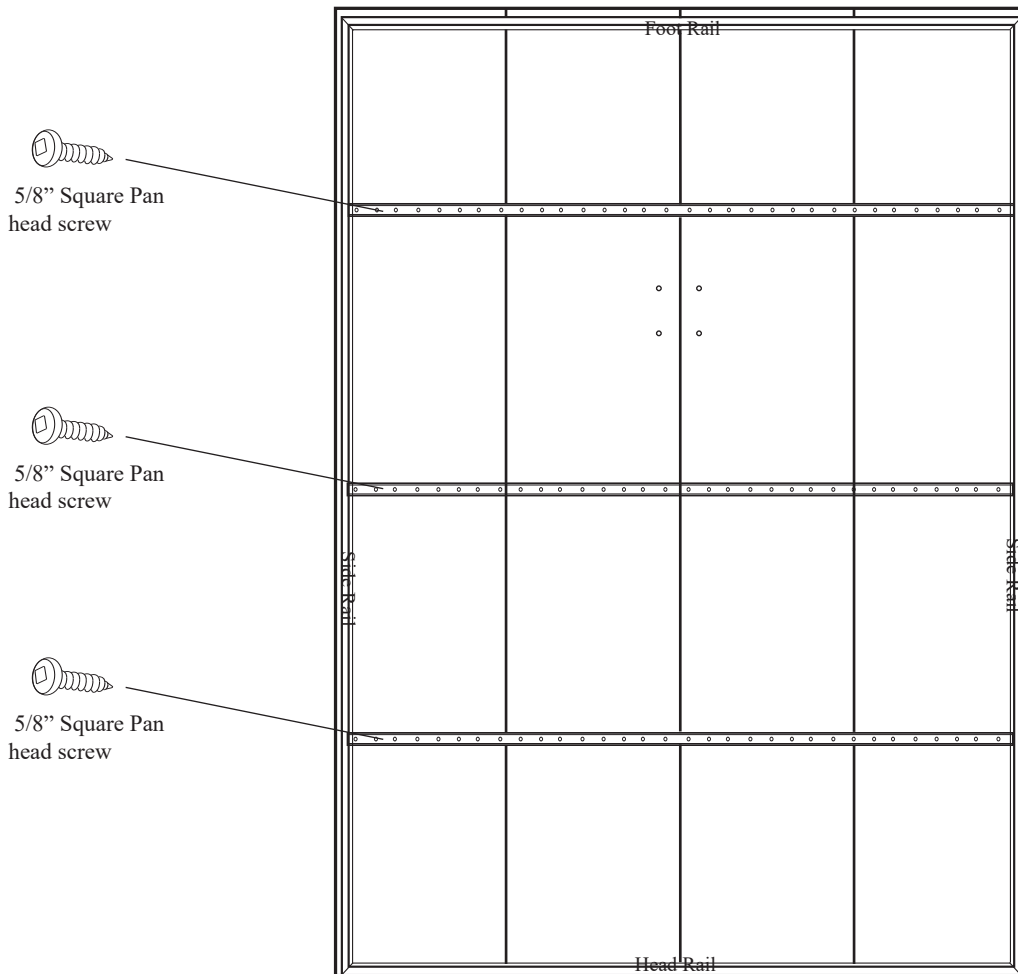 Foot Rail
5/8” Square Pan
head screw
5/8” Square Pan
head screw
Side Rail
Side Rail
5/8” Square Pan
head screw
Head Rail